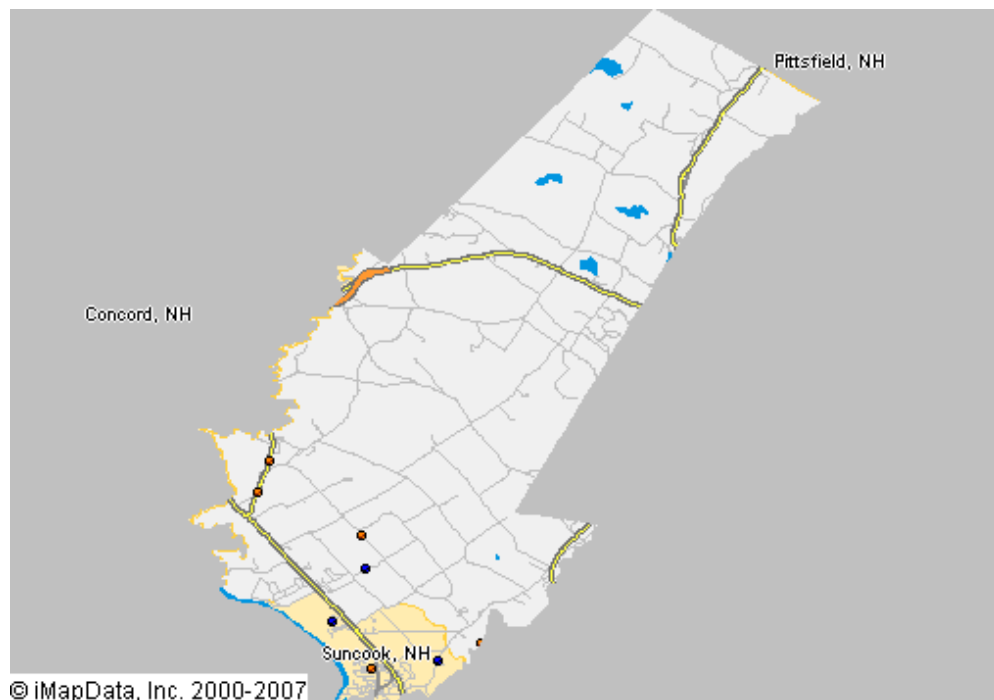 Pittsfield, NH
Concord, NH
Suncook, NH
© iMapData, Inc. 2000-2007